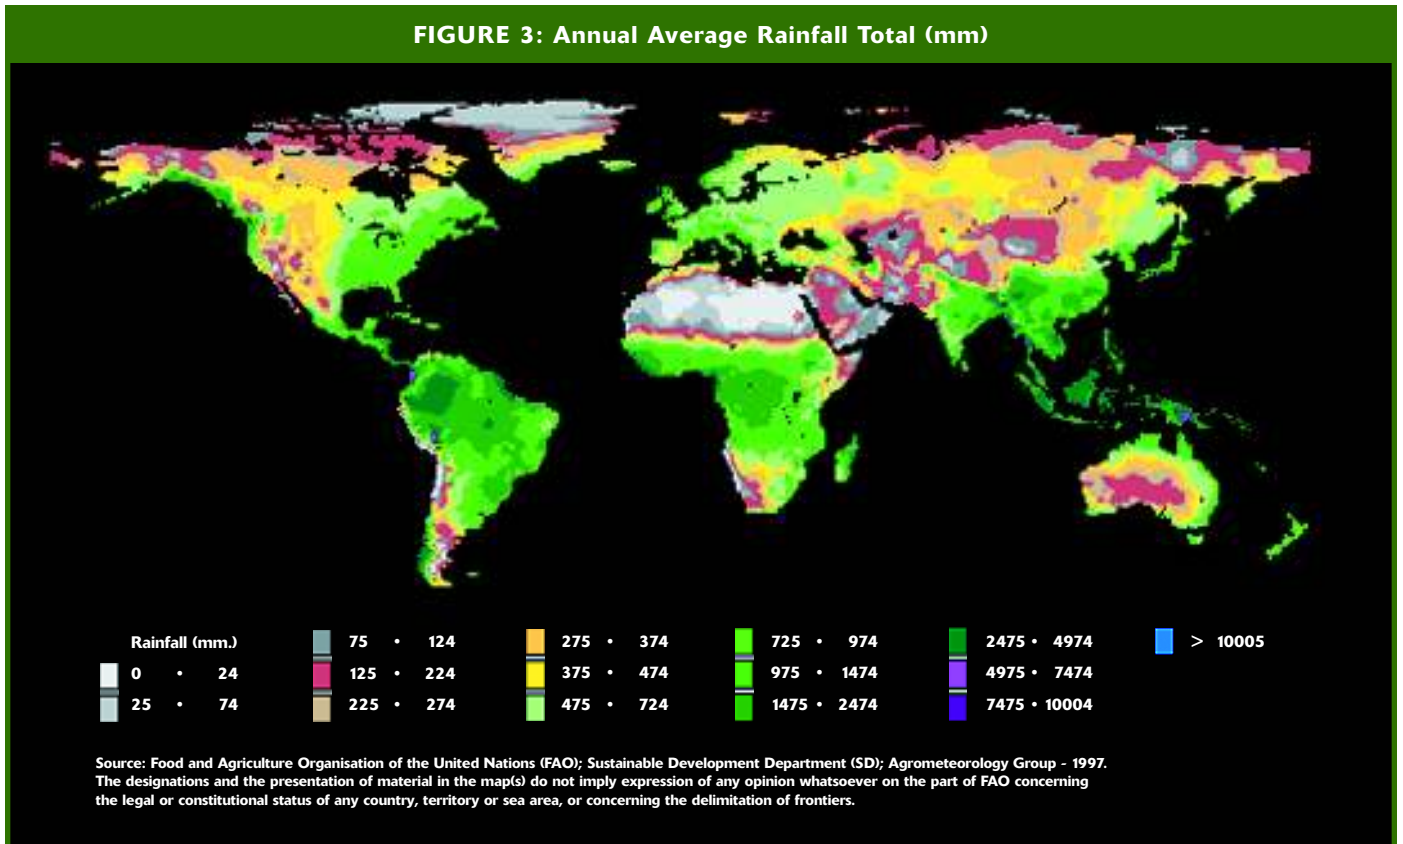 FIGURE 3: Annual Average Rainfall Total (mm)
Rainfall (mm.)
0 • 24
25 • 74
75 • 124
125 • 224
225 • 274
275 • 374
375 • 474
475 • 724
725 • 974
975 • 1474
1475 • 2474
2475 • 4974
4975 • 7474
7475 • 10004
> 10005
Source: Food and Agriculture Organisation of the United Nations (FAO); Sustainable Development Department (SD); Agrometeorology Group - 1997.
The designations and the presentation of material in the map(s) do not imply expression of any opinion whatsoever on the part of FAO concerning
the legal or constitutional status of any country, territory or sea area, or concerning the delimitation of frontiers.